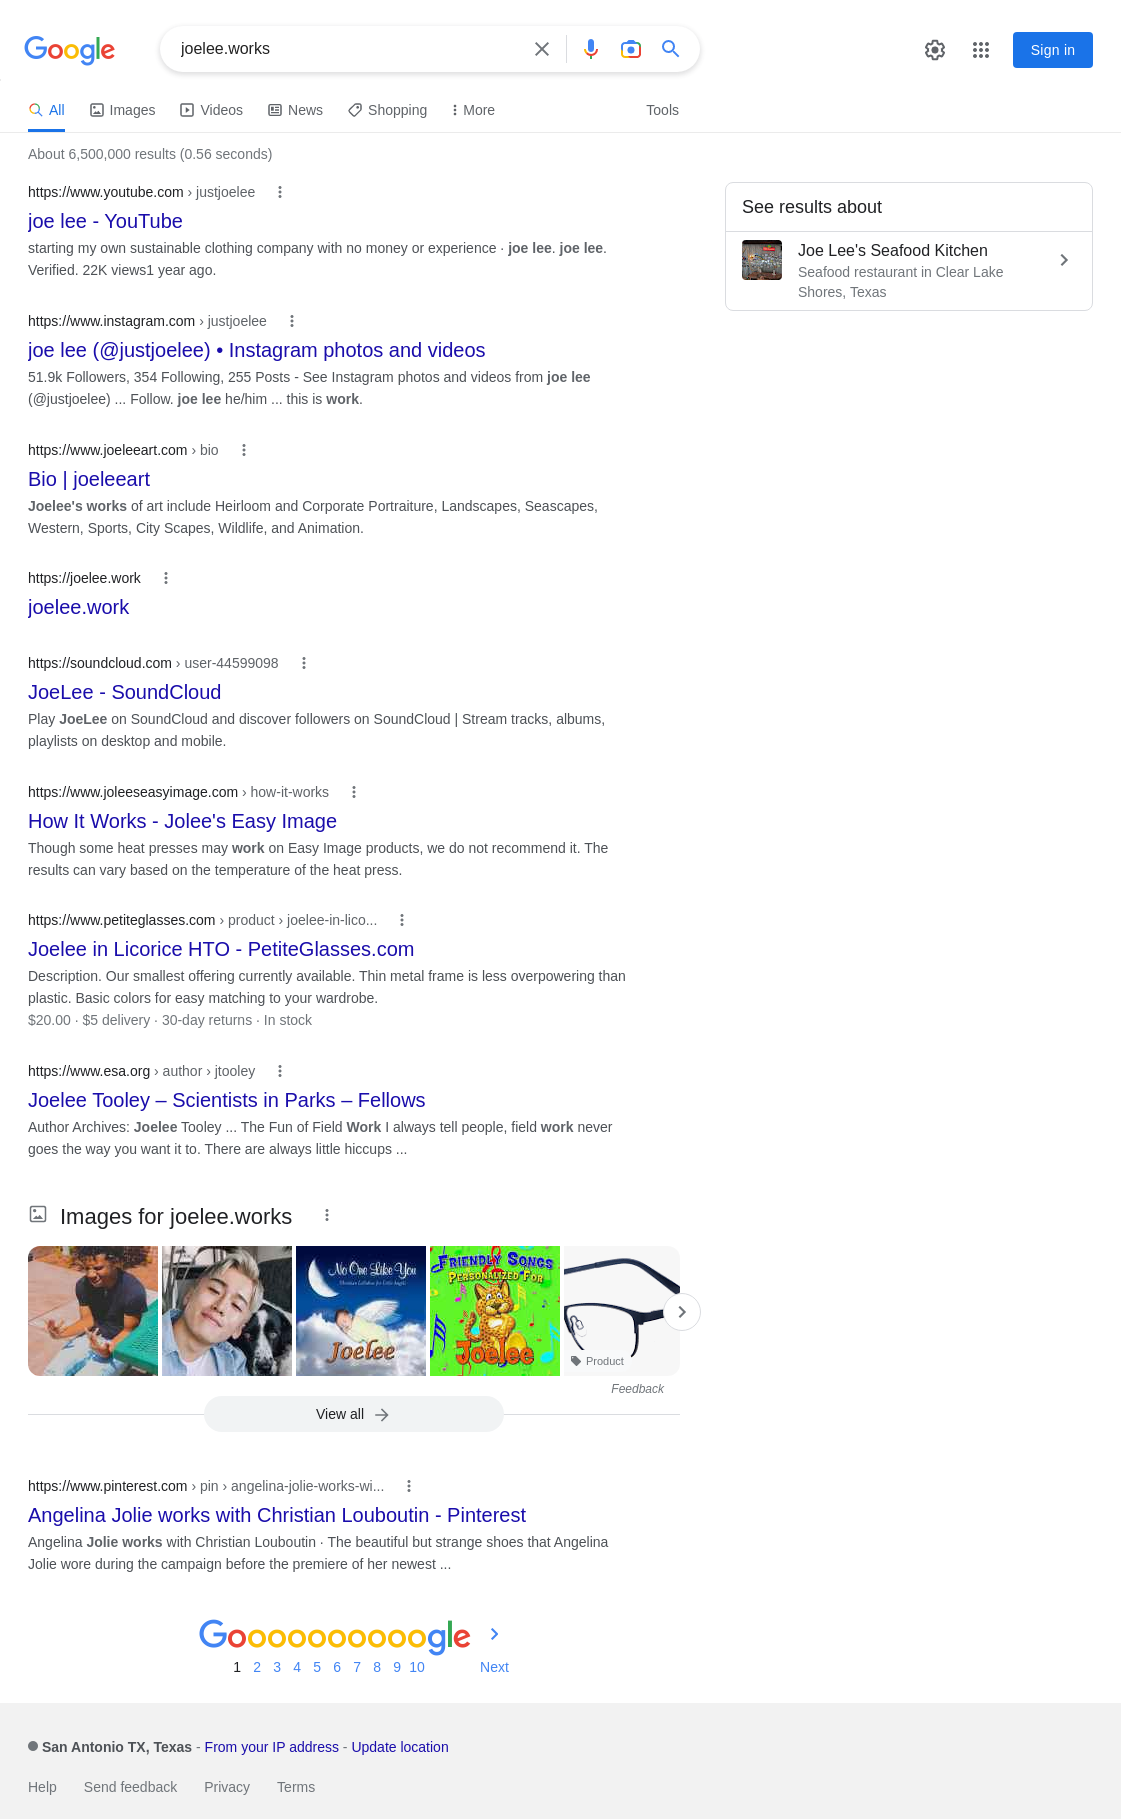 Google
joelee.works
Sign in
All
Images
Videos
News
Shopping
More
Tools
About 6,500,000 results (0.56 seconds)
https://www.youtube.com › justjoelee
joe lee - YouTube
starting my own sustainable clothing company with no money or experience · joe lee. joe lee.
Verified. 22K views1 year ago.
https://www.instagram.com › justjoelee
joe lee (@justjoelee) • Instagram photos and videos
51.9k Followers, 354 Following, 255 Posts - See Instagram photos and videos from joe lee
(@justjoelee) ... Follow. joe lee he/him ... this is work.
https://www.joeleeart.com › bio
Bio | joeleeart
Joelee's works of art include Heirloom and Corporate Portraiture, Landscapes, Seascapes,
Western, Sports, City Scapes, Wildlife, and Animation.
https://joelee.work
joelee.work
https://soundcloud.com › user-44599098
JoeLee - SoundCloud
Play JoeLee on SoundCloud and discover followers on SoundCloud | Stream tracks, albums,
playlists on desktop and mobile.
https://www.joleeseasyimage.com › how-it-works
How It Works - Jolee's Easy Image
Though some heat presses may work on Easy Image products, we do not recommend it. The
results can vary based on the temperature of the heat press.
https://www.petiteglasses.com › product › joelee-in-lico...
Joelee in Licorice HTO - PetiteGlasses.com
Description. Our smallest offering currently available. Thin metal frame is less overpowering than
plastic. Basic colors for easy matching to your wardrobe.
$20.00 · $5 delivery · 30-day returns · In stock
https://www.esa.org › author › jtooley
Joelee Tooley – Scientists in Parks – Fellows
Author Archives: Joelee Tooley ... The Fun of Field Work I always tell people, field work never
goes the way you want it to. There are always little hiccups ...
Images for joelee.works
No One Like You
Joelee
FRIENDLY SONGS
PERSONALIZED FOR
Joelee
Product
Feedback
View all
https://www.pinterest.com › pin › angelina-jolie-works-wi...
Angelina Jolie works with Christian Louboutin - Pinterest
Angelina Jolie works with Christian Louboutin · The beautiful but strange shoes that Angelina
Jolie wore during the campaign before the premiere of her newest ...
Goooooooooogle
1 2 3 4 5 6 7 8 9 10 Next
See results about
Joe Lee's Seafood Kitchen
Seafood restaurant in Clear Lake
Shores, Texas
San Antonio TX, Texas - From your IP address - Update location
Help Send feedback Privacy Terms